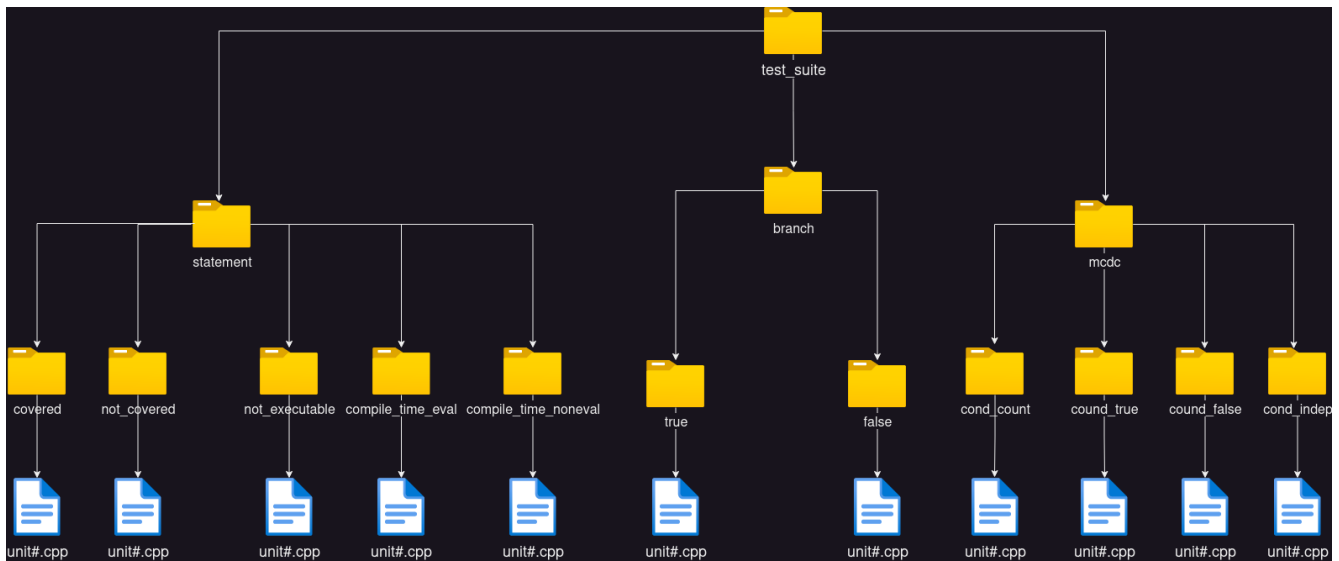 test_suite
branch
statement
mcdc
covered
not_covered
not_executable
compile_time_eval
compile_time_noneval
true
false
cond_count
cound_true
cound_false
cond_indep
unit#.cpp
unit#.cpp
unit#.cpp
unit#.cpp
unit#.cpp
unit#.cpp
unit#.cpp
unit#.cpp
unit#.cpp
unit#.cpp
unit#.cpp